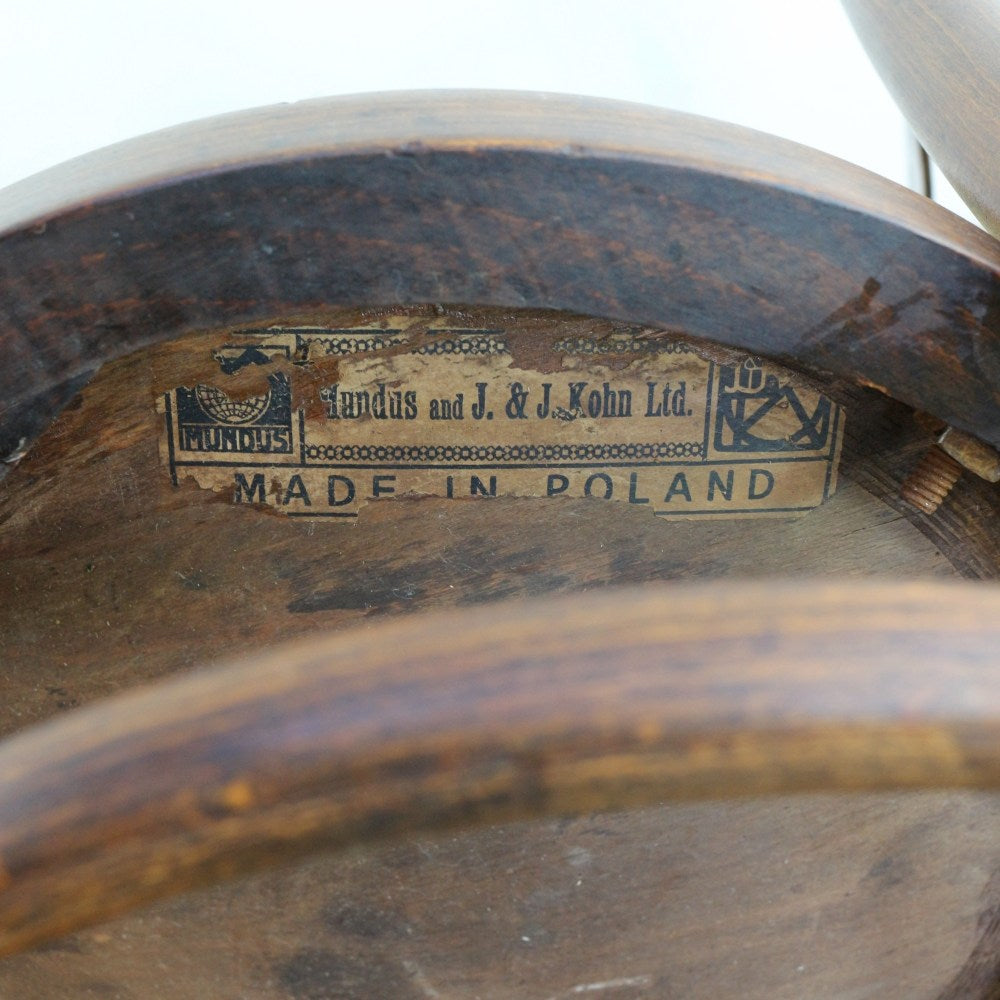 MUNDUS
Mundus and J. & J. Kohn Ltd.
MADE IN POLAND